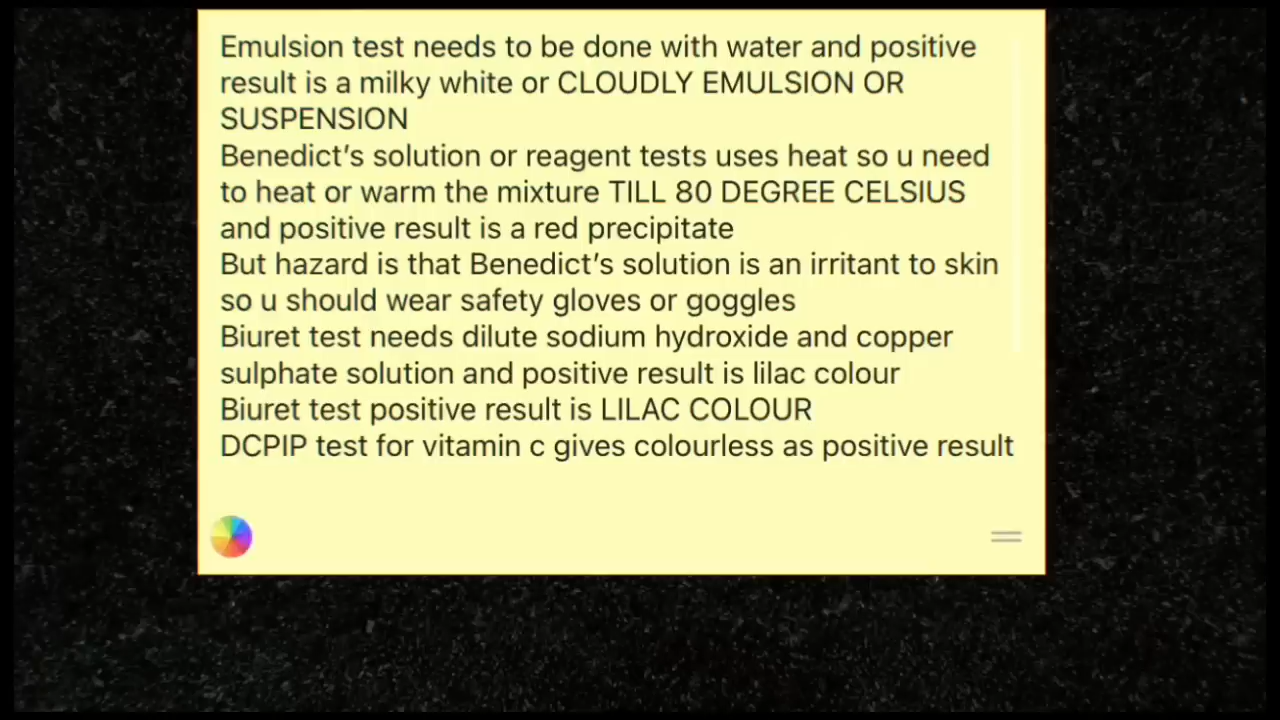 Emulsion test needs to be done with water and positive
result is a milky white or CLOUDLY EMULSION OR
SUSPENSION
Benedict's solution or reagent tests uses heat so u need
to heat or warm the mixture TILL 80 DEGREE CELSIUS
and positive result is a red precipitate
But hazard is that Benedict's solution is an irritant to skin
so u should wear safety gloves or goggles
Biuret test needs dilute sodium hydroxide and copper
sulphate solution and positive result is lilac colour
Biuret test positive result is LILAC COLOUR
DCPIP test for vitamin c gives colourless as positive result